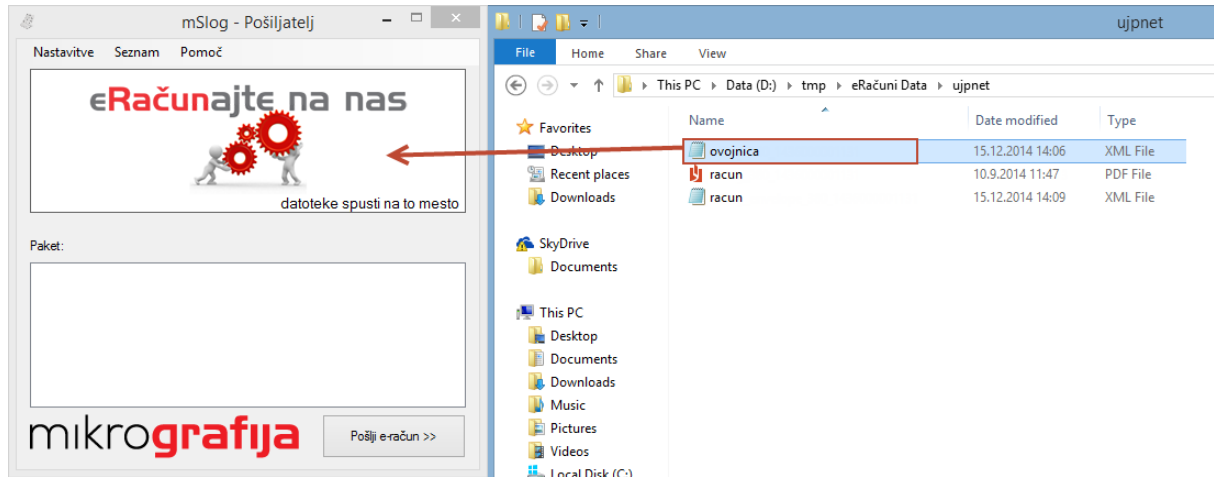 mSlog - Pošiljatelj
Nastavitve Seznam Pomoč
eRačunajte na nas
datoteke spusti na to mesto
Paket:
mikrografija
Pošlji e-račun >>
ujpnet
File Home Share View
This PC Data (D:) tmp eRačuni Data ujpnet
Favorites
Desktop
Recent places
Downloads
SkyDrive
Documents
This PC
Desktop
Documents
Downloads
Music
Pictures
Videos
Local Disk (C:)
Name Date modified Type
ovojnica 15.12.2014 14:06 XML File
racun 10.9.2014 11:47 PDF File
racun 15.12.2014 14:09 XML File